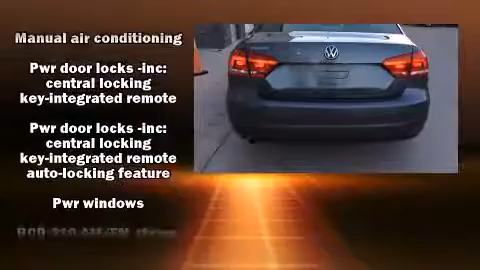 Manual air conditioning
Pwr door locks -inc:
central locking
key-integrated remote
Pwr door locks -inc:
central locking
key-integrated remote
auto-locking feature
Pwr windows